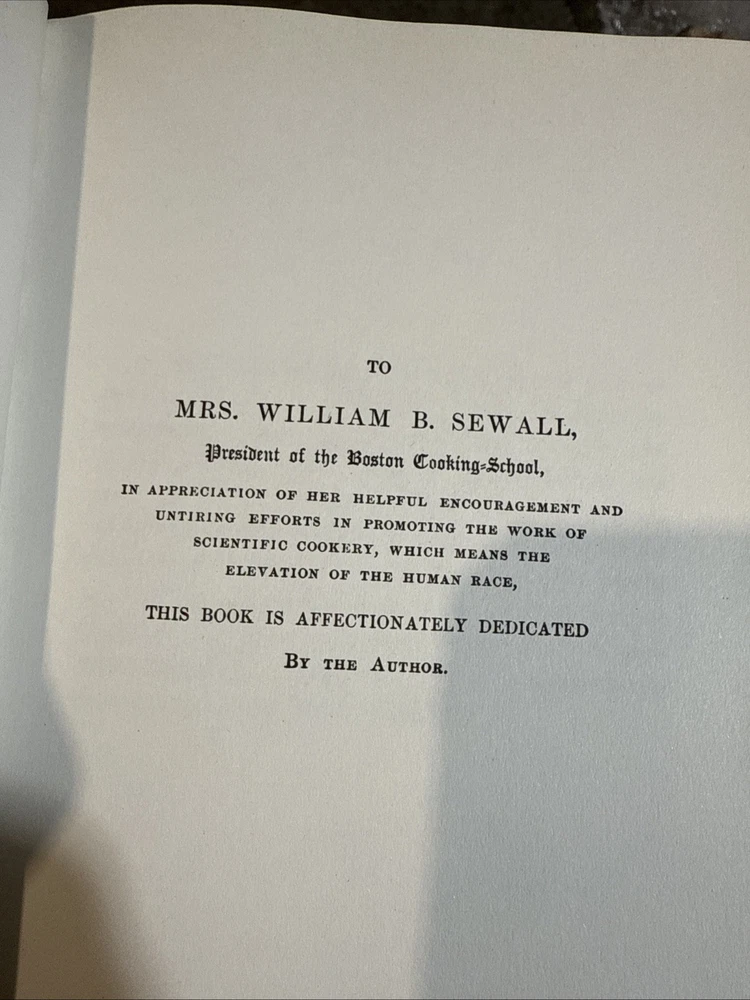 TO
MRS. WILLIAM B. SEWALL,
President of the Boston Cooking-School,
IN APPRECIATION OF HER HELPFUL ENCOURAGEMENT AND
UNTIRING EFFORTS IN PROMOTING THE WORK OF
SCIENTIFIC COOKERY, WHICH MEANS THE
ELEVATION OF THE HUMAN RACE,
THIS BOOK IS AFFECTIONATELY DEDICATED
BY THE AUTHOR.